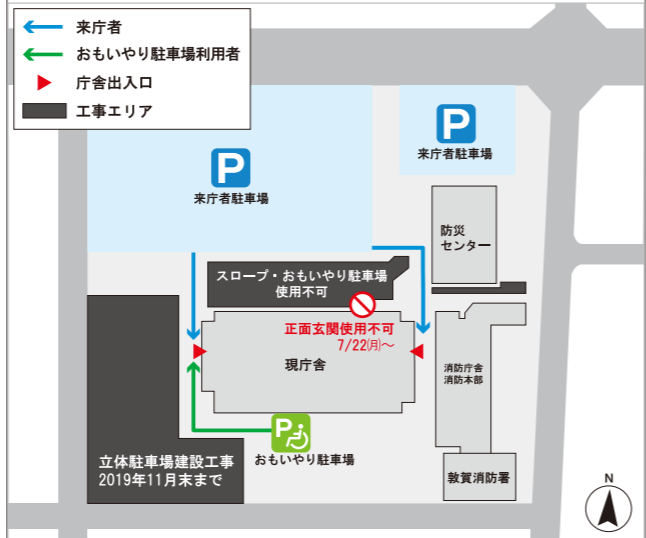 来庁者
おもいやり駐車場利用者
庁舎出入口
工事エリア
P
来庁者駐車場
P
来庁者駐車場
防災
センター
スロープ・おもいやり駐車場
使用不可
正面玄関使用不可
7/22㈪〜
現庁舎
消防庁舎
消防本部
P
おもいやり駐車場
立体駐車場建設工事
2019年11月末まで
敦賀消防署
N